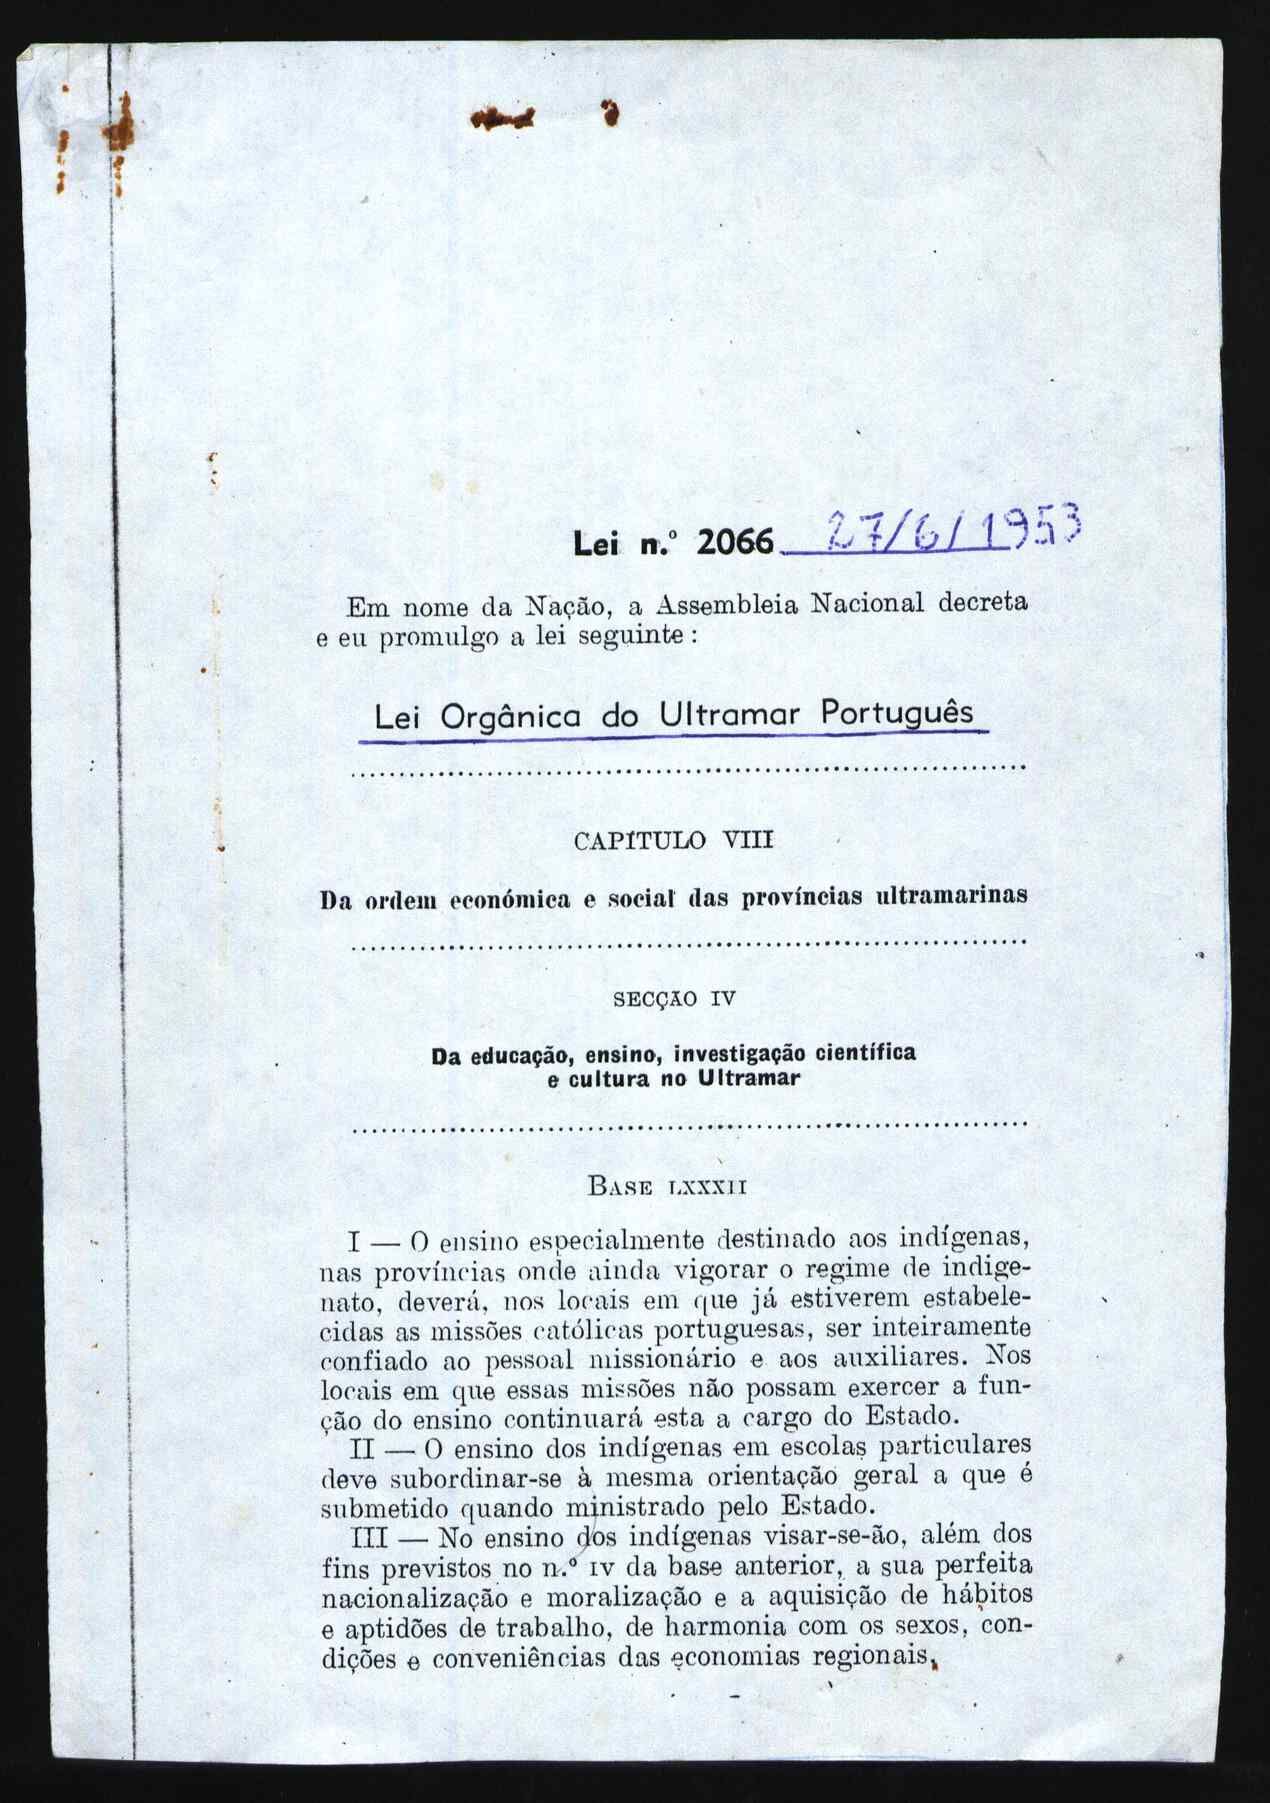 Lei n.º 2066 27/6/1953
Em nome da Nação, a Assembleia Nacional decreta
e eu promulgo a lei seguinte:
Lei Orgânica do Ultramar Português
CAPÍTULO VIII
Da ordem económica e social das províncias ultramarinas
SECÇÃO IV
Da educação, ensino, investigação científica
e cultura no Ultramar
BASE LXXXII
I — O ensino especialmente destinado aos indígenas,
nas províncias onde ainda vigorar o regime de indige-
nato, deverá, nos locais em que já estiverem estabele-
cidas as missões católicas portuguesas, ser inteiramente
confiado ao pessoal missionário e aos auxiliares. Nos
locais em que essas missões não possam exercer a fun-
ção do ensino continuará esta a cargo do Estado.
II — O ensino dos indígenas em escolas particulares
deve subordinar-se à mesma orientação geral a que é
submetido quando ministrado pelo Estado.
III — No ensino dos indígenas visar-se-ão, além dos
fins previstos no n.º IV da base anterior, a sua perfeita
nacionalização e moralização e a aquisição de hábitos
e aptidões de trabalho, de harmonia com os sexos, con-
dições e conveniências das economias regionais.